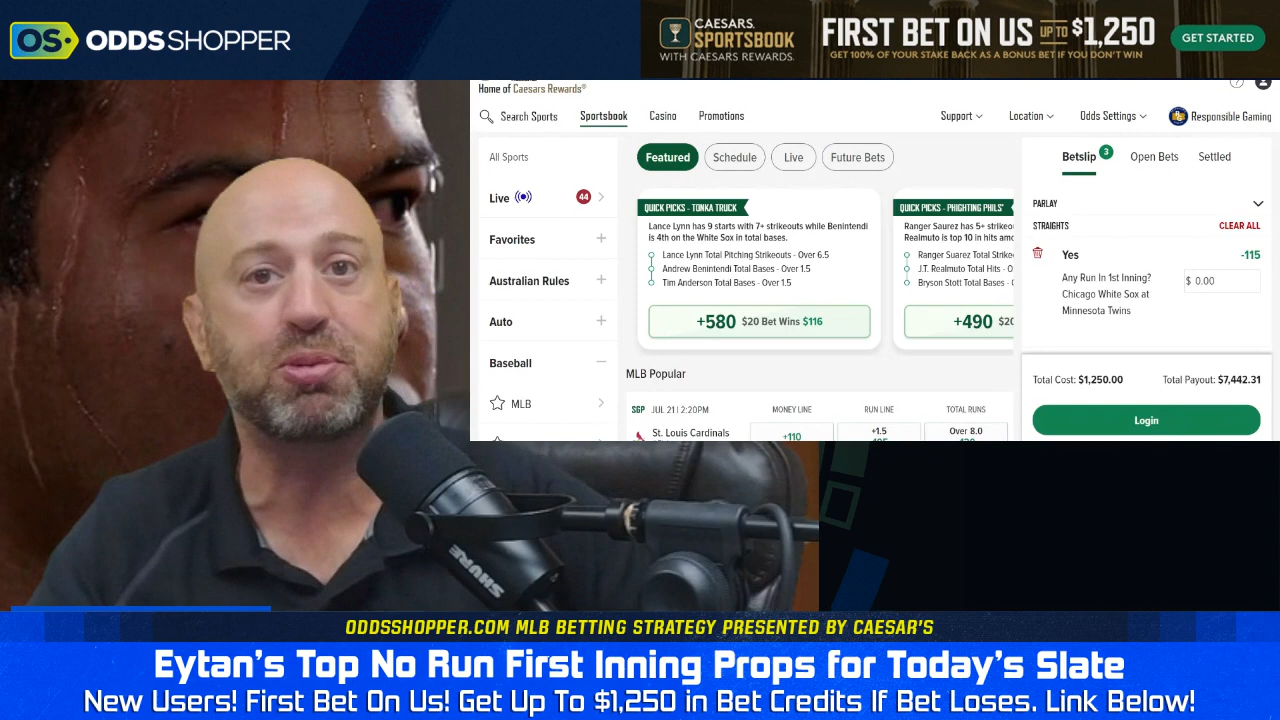 OS
ODDSSHOPPER
CAESARS
SPORTSBOOK
WITH CAESARS REWARDS.
FIRST BET ON US UP TO $1,250
GET 100% OF YOUR STAKE BACK AS A BONUS BET IF YOU DON'T WIN
GET STARTED
Home of Caesars Rewards®
Search Sports
Sportsbook
Casino
Promotions
Support
Location
Odds Settings
Responsible Gaming
All Sports
Live
44
Favorites
Australian Rules
Auto
Baseball
MLB
Featured
Schedule
Live
Future Bets
QUICK PICKS - TONKA TRUCK
Lance Lynn has 9 starts with 7+ strikeouts while Benintendi
is 4th on the White Sox in total bases.
Lance Lynn Total Pitching Strikeouts - Over 6.5
Andrew Benintendi Total Bases - Over 1.5
Tim Anderson Total Bases - Over 1.5
+580 $20 Bet Wins $116
QUICK PICKS - PHIGHTING PHILS'
Ranger Saurez has 5+ strikeo
Realmuto is top 10 in hits amo
Ranger Suarez Total Strike
J.T. Realmuto Total Hits - O
Bryson Stott Total Bases -
+490 $20
MLB Popular
SGP JUL 21 | 2:20PM
MONEY LINE
RUN LINE
TOTAL RUNS
St. Louis Cardinals
+110
+1.5
Over 8.0
Betslip 3
Open Bets
Settled
PARLAY
STRAIGHTS
CLEAR ALL
Yes
-115
Any Run In 1st Inning?
$ 0.00
Chicago White Sox at
Minnesota Twins
Total Cost: $1,250.00
Total Payout: $7,442.31
Login
SHURE
ODDSSHOPPER.COM MLB BETTING STRATEGY PRESENTED BY CAESAR'S
Eytan's Top No Run First Inning Props for Today's Slate
New Users! First Bet On Us! Get Up To $1,250 in Bet Credits If Bet Loses. Link Below!